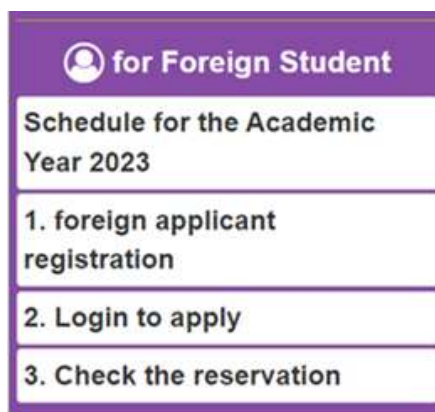 for Foreign Student
Schedule for the Academic
Year 2023
1. foreign applicant
registration
2. Login to apply
3. Check the reservation